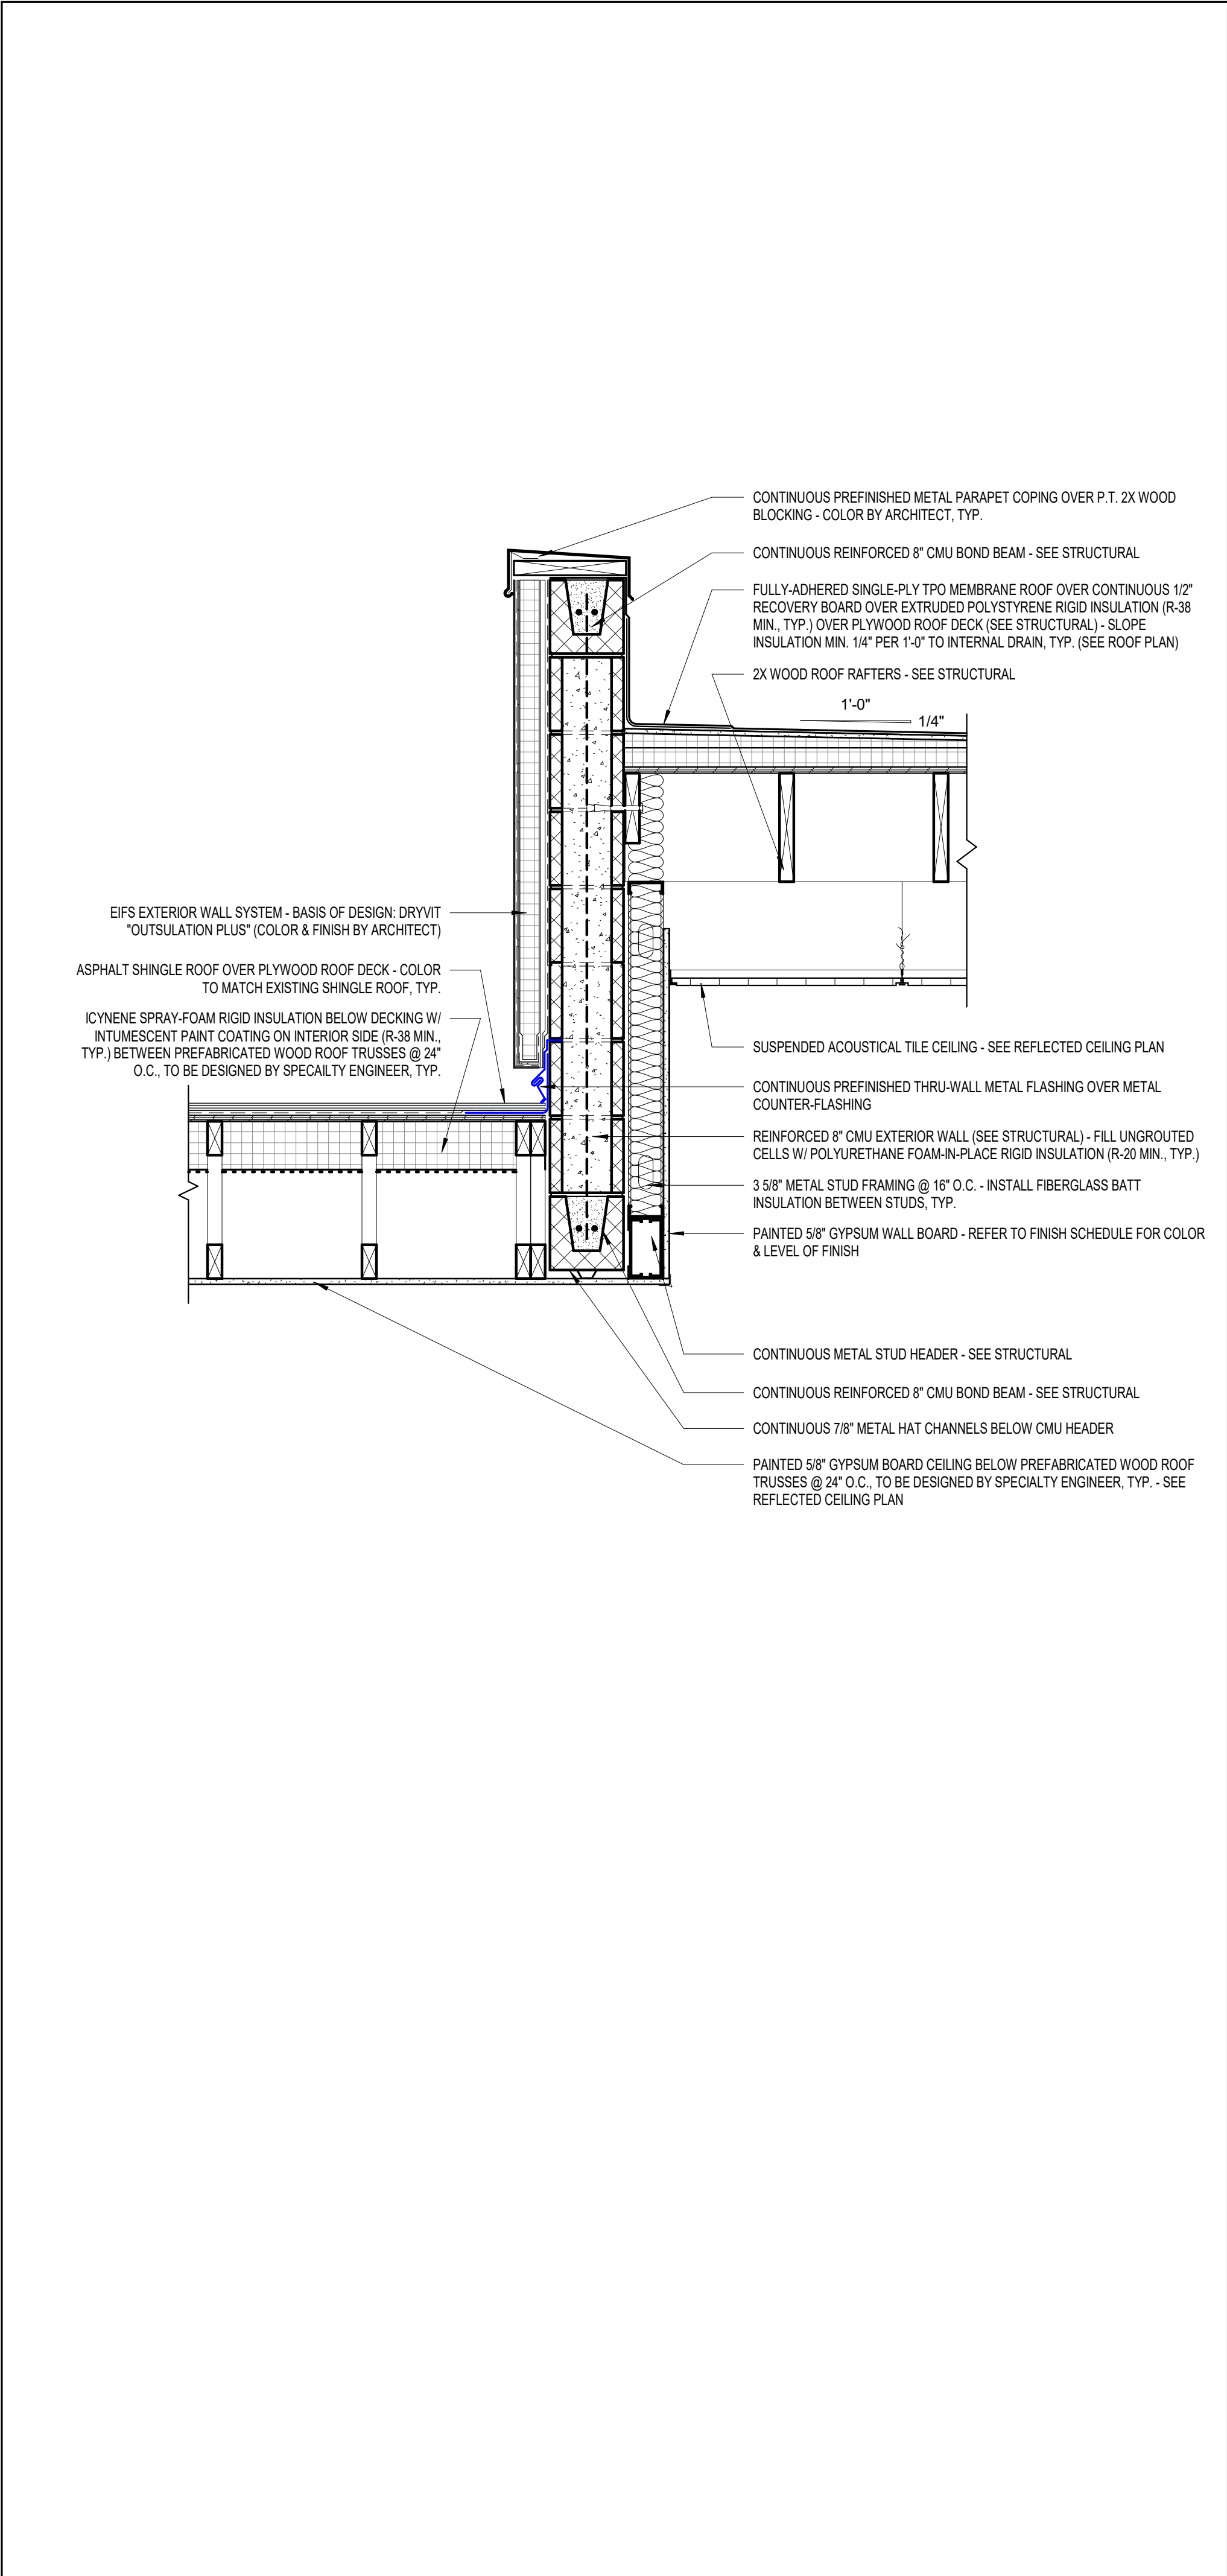 CONTINUOUS PREFINISHED METAL PARAPET COPING OVER P.T. 2X WOOD
BLOCKING - COLOR BY ARCHITECT, TYP.
CONTINUOUS REINFORCED 8" CMU BOND BEAM - SEE STRUCTURAL
FULLY-ADHERED SINGLE-PLY TPO MEMBRANE ROOF OVER CONTINUOUS 1/2"
RECOVERY BOARD OVER EXTRUDED POLYSTYRENE RIGID INSULATION (R-38
MIN., TYP.) OVER PLYWOOD ROOF DECK (SEE STRUCTURAL) - SLOPE
INSULATION MIN. 1/4" PER 1'-0" TO INTERNAL DRAIN, TYP. (SEE ROOF PLAN)
2X WOOD ROOF RAFTERS - SEE STRUCTURAL
1'-0"
1/4"
EIFS EXTERIOR WALL SYSTEM - BASIS OF DESIGN: DRYVIT
"OUTSULATION PLUS" (COLOR & FINISH BY ARCHITECT)
ASPHALT SHINGLE ROOF OVER PLYWOOD ROOF DECK - COLOR
TO MATCH EXISTING SHINGLE ROOF, TYP.
ICYNENE SPRAY-FOAM RIGID INSULATION BELOW DECKING W/
INTUMESCENT PAINT COATING ON INTERIOR SIDE (R-38 MIN.,
TYP.) BETWEEN PREFABRICATED WOOD ROOF TRUSSES @ 24"
O.C., TO BE DESIGNED BY SPECAILTY ENGINEER, TYP.
SUSPENDED ACOUSTICAL TILE CEILING - SEE REFLECTED CEILING PLAN
CONTINUOUS PREFINISHED THRU-WALL METAL FLASHING OVER METAL
COUNTER-FLASHING
REINFORCED 8" CMU EXTERIOR WALL (SEE STRUCTURAL) - FILL UNGROUTED
CELLS W/ POLYURETHANE FOAM-IN-PLACE RIGID INSULATION (R-20 MIN., TYP.)
3 5/8" METAL STUD FRAMING @ 16" O.C. - INSTALL FIBERGLASS BATT
INSULATION BETWEEN STUDS, TYP.
PAINTED 5/8" GYPSUM WALL BOARD - REFER TO FINISH SCHEDULE FOR COLOR
& LEVEL OF FINISH
CONTINUOUS METAL STUD HEADER - SEE STRUCTURAL
CONTINUOUS REINFORCED 8" CMU BOND BEAM - SEE STRUCTURAL
CONTINUOUS 7/8" METAL HAT CHANNELS BELOW CMU HEADER
PAINTED 5/8" GYPSUM BOARD CEILING BELOW PREFABRICATED WOOD ROOF
TRUSSES @ 24" O.C., TO BE DESIGNED BY SPECIALTY ENGINEER, TYP. - SEE
REFLECTED CEILING PLAN